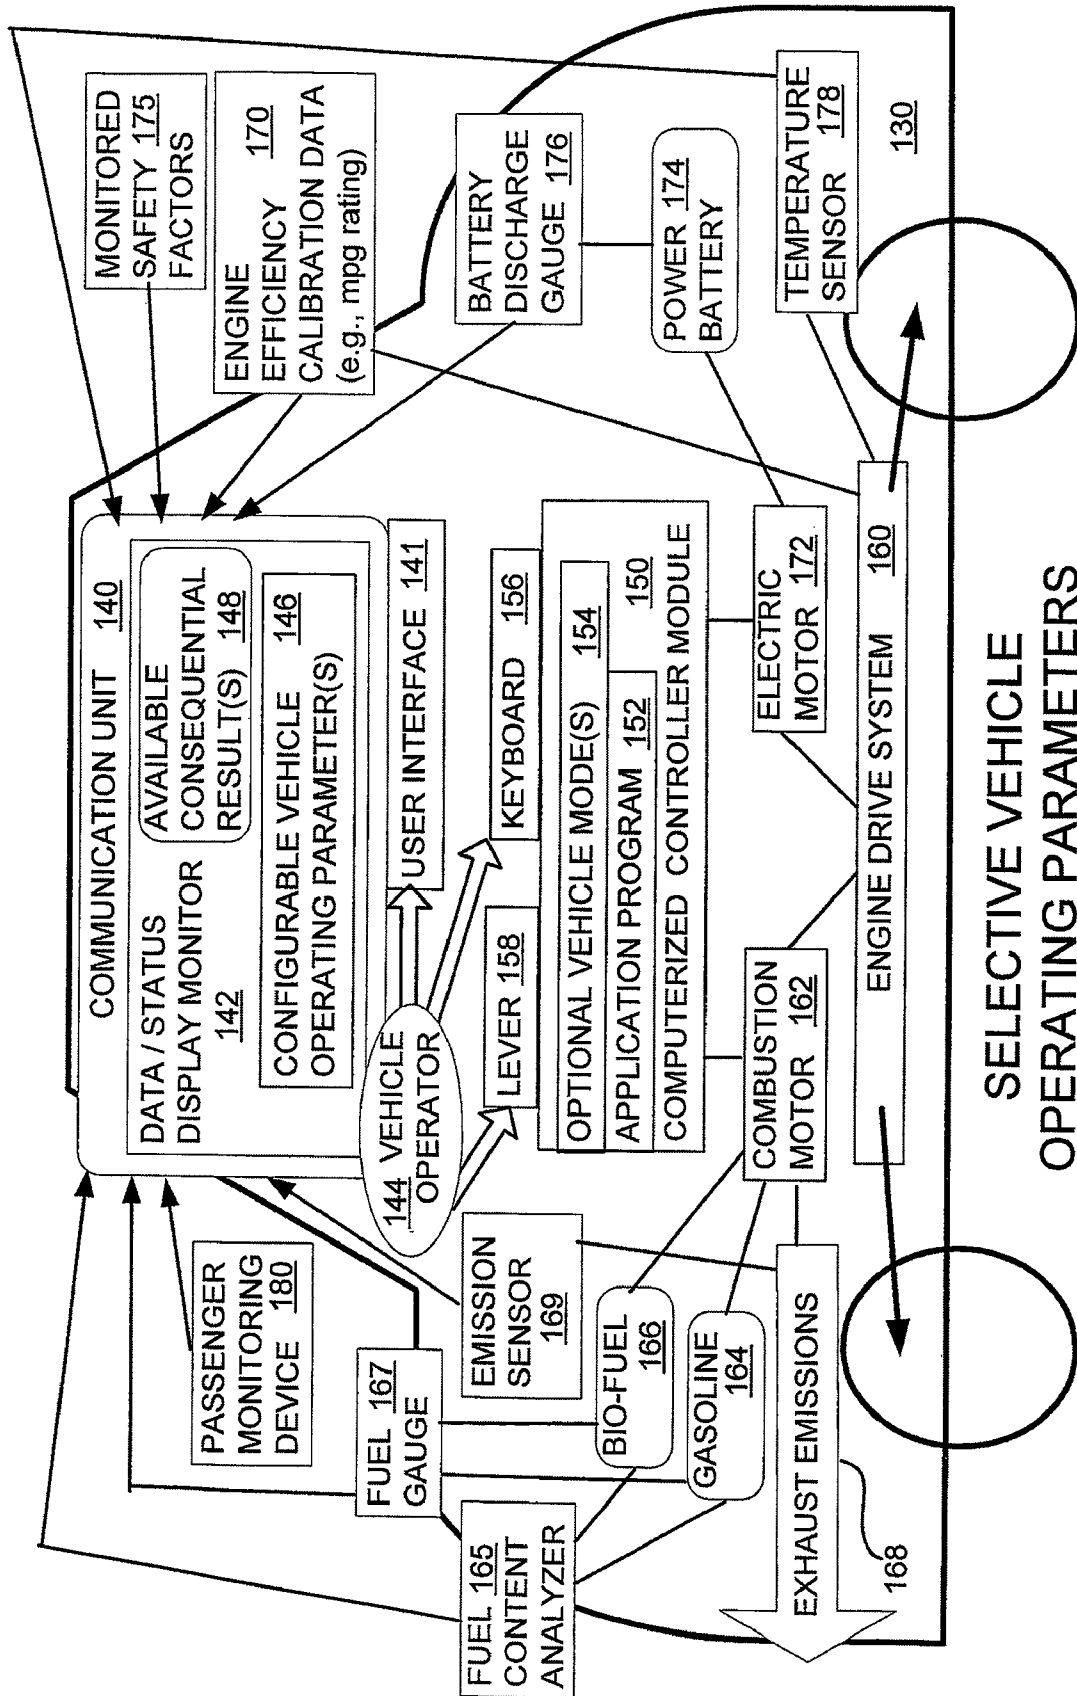 COMMUNICATION UNIT 140
DATA / STATUS
DISPLAY MONITOR
142
AVAILABLE
CONSEQUENTIAL
RESULT(S) 148
CONFIGURABLE VEHICLE 146
OPERATING PARAMETER(S)
MONITORED
SAFETY 175
FACTORS
PASSENGER
MONITORING
DEVICE 180
144 VEHICLE
OPERATOR
USER INTERFACE 141
ENGINE
EFFICIENCY 170
CALIBRATION DATA
(e.g., mpg rating)
FUEL 167
GAUGE
FUEL 165
CONTENT
ANALYZER
EMISSION
SENSOR
169
LEVER 158
KEYBOARD 156
BATTERY
DISCHARGE
GAUGE 176
OPTIONAL VEHICLE MODE(S) 154
APPLICATION PROGRAM 152
150
COMPUTERIZED CONTROLLER MODULE
BIO-FUEL
166
GASOLINE
164
POWER 174
BATTERY
COMBUSTION
MOTOR 162
ELECTRIC
MOTOR 172
TEMPERATURE
SENSOR
178
EXHAUST EMISSIONS
168
ENGINE DRIVE SYSTEM 160
130
SELECTIVE VEHICLE
OPERATING PARAMETERS